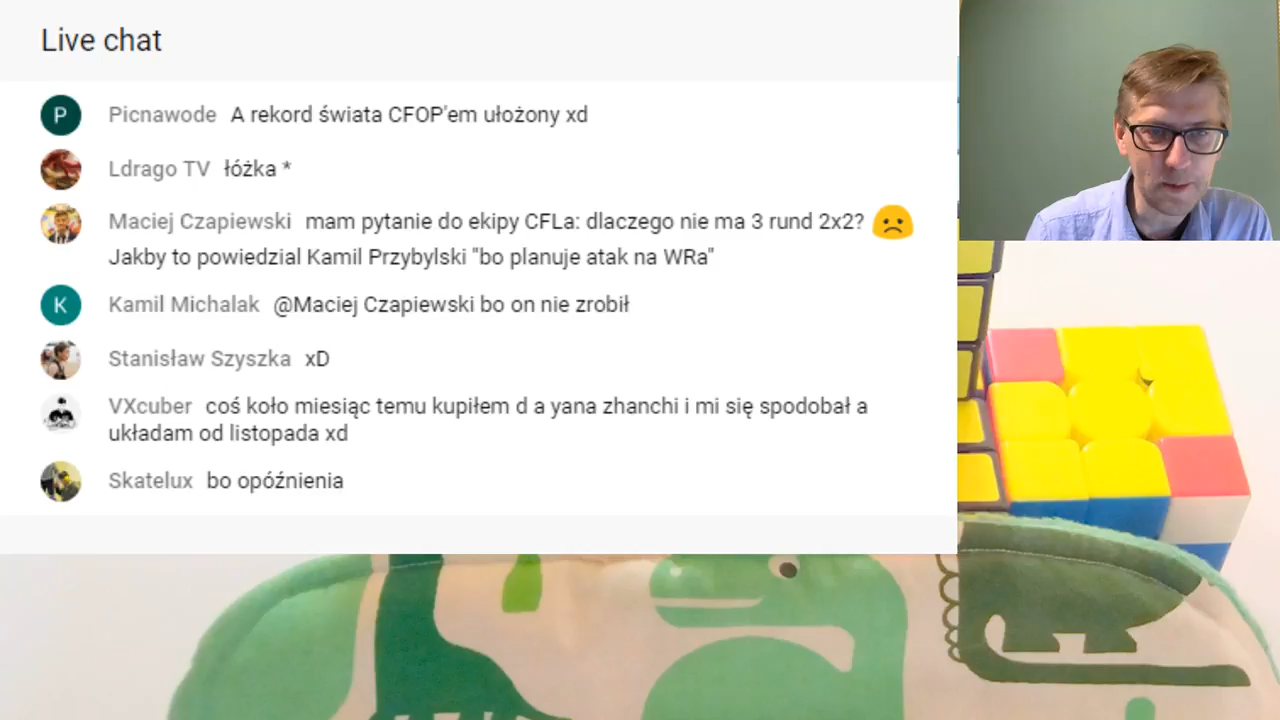 Live chat
P Picnawode A rekord świata CFOP'em ułożony xd
Ldrago TV łóżka *
Maciej Czapiewski mam pytanie do ekipy CFLa: dlaczego nie ma 3 rund 2x2? ☹️
Jakby to powiedzial Kamil Przybylski "bo planuje atak na WRa"
K Kamil Michalak @Maciej Czapiewski bo on nie zrobił
Stanisław Szyszka xD
VXcuber coś koło miesiąc temu kupiłem d a yana zhanchi i mi się spodobał a
układam od listopada xd
Skatelux bo opóźnienia